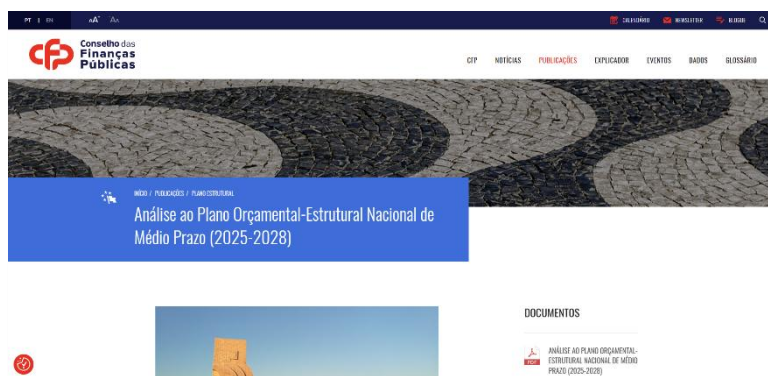 PT | EN
AA+ AA
CALENDÁRIO NEWSLETTER BLOGUE
Conselho das
Finanças
Públicas
CFP NOTÍCIAS PUBLICAÇÕES EXPLICADOR EVENTOS DADOS GLOSSÁRIO
INÍCIO / PUBLICAÇÕES / PLANO ESTRUTURAL
Análise ao Plano Orçamental-Estrutural Nacional de
Médio Prazo (2025-2028)
DOCUMENTOS
ANÁLISE AO PLANO ORÇAMENTAL-
ESTRUTURAL NACIONAL DE MÉDIO
PRAZO (2025-2028)